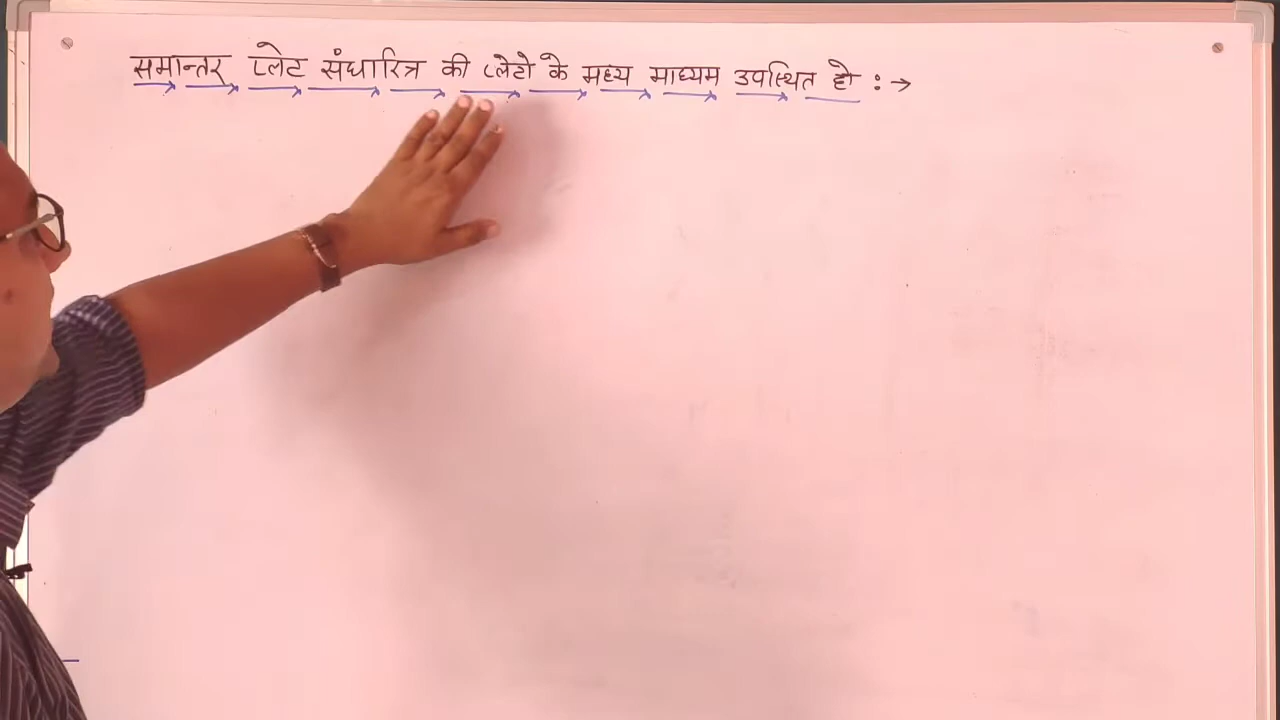 समान्तर प्लेट संधारित्र की प्लेटो के मध्य माध्यम उपस्थित हो :→